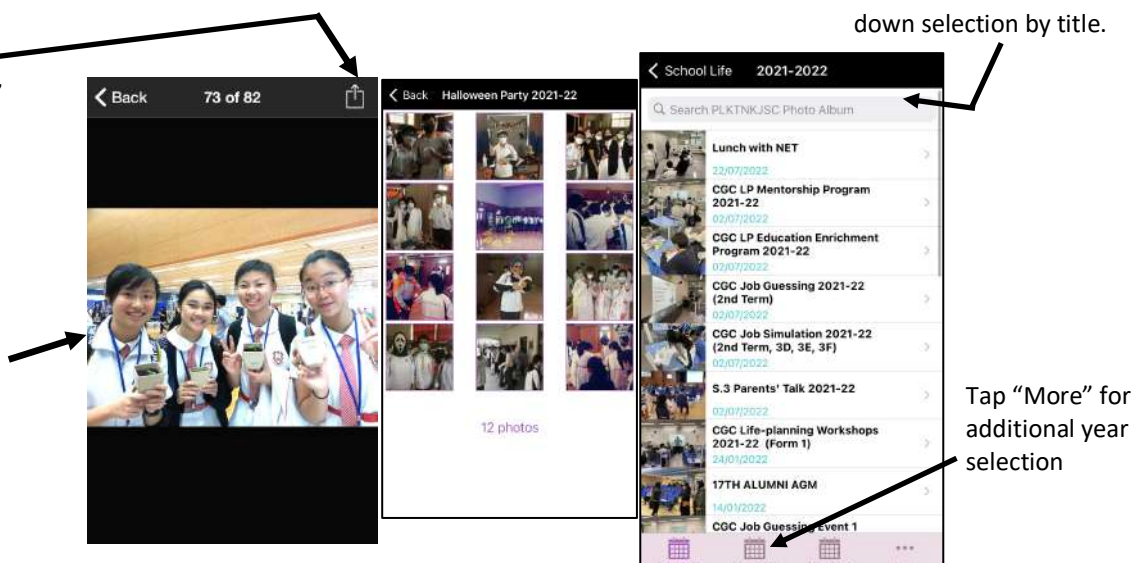 down selection by title.
Back 73 of 82
Back Halloween Party 2021-22
12 photos
School Life 2021-2022
Search PLKTNKJSC Photo Album
Lunch with NET
22/07/2022
CGC LP Mentorship Program
2021-22
02/07/2022
CGC LP Education Enrichment
Program 2021-22
02/07/2022
CGC Job Guessing 2021-22
(2nd Term)
02/07/2022
CGC Job Simulation 2021-22
(2nd Term, 3D, 3E, 3F)
02/07/2022
S.3 Parents' Talk 2021-22
02/07/2022
CGC Life-planning Workshops
2021-22 (Form 1)
24/01/2022
17TH ALUMNI AGM
14/01/2022
CGC Job Guessing Event 1
Tap “More” for
additional year
selection